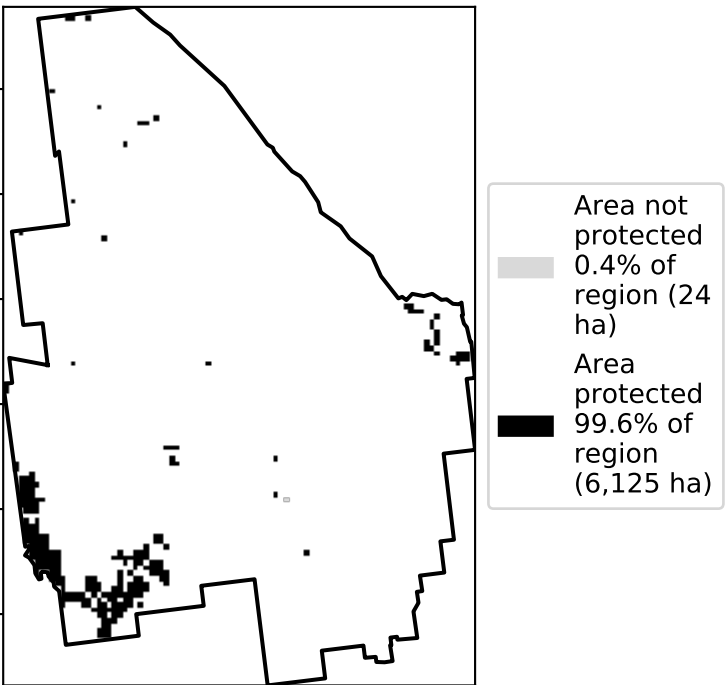 Area not
protected
0.4% of
region (24
ha)
Area
protected
99.6% of
region
(6,125 ha)